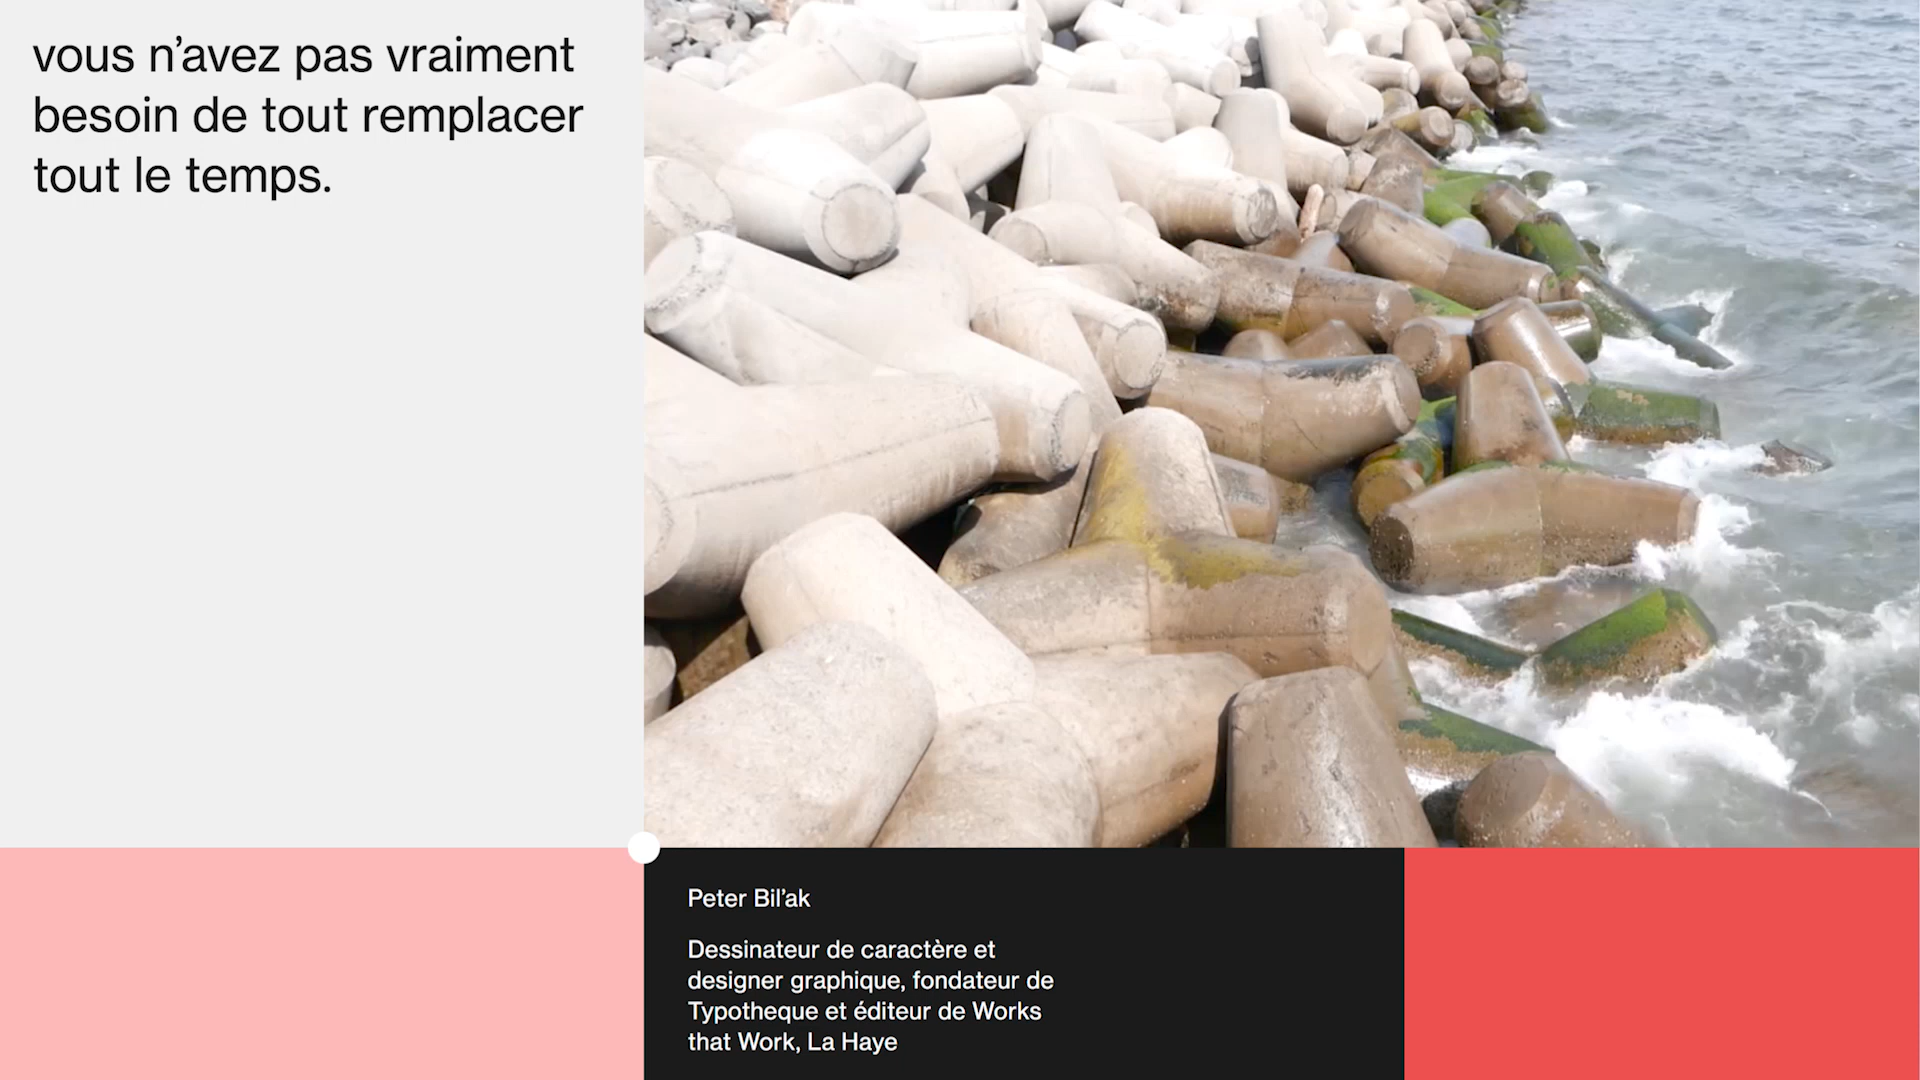 vous n’avez pas vraiment
besoin de tout remplacer
tout le temps.
Peter Bil’ak
Dessinateur de caractère et
designer graphique, fondateur de
Typotheque et éditeur de Works
that Work, La Haye